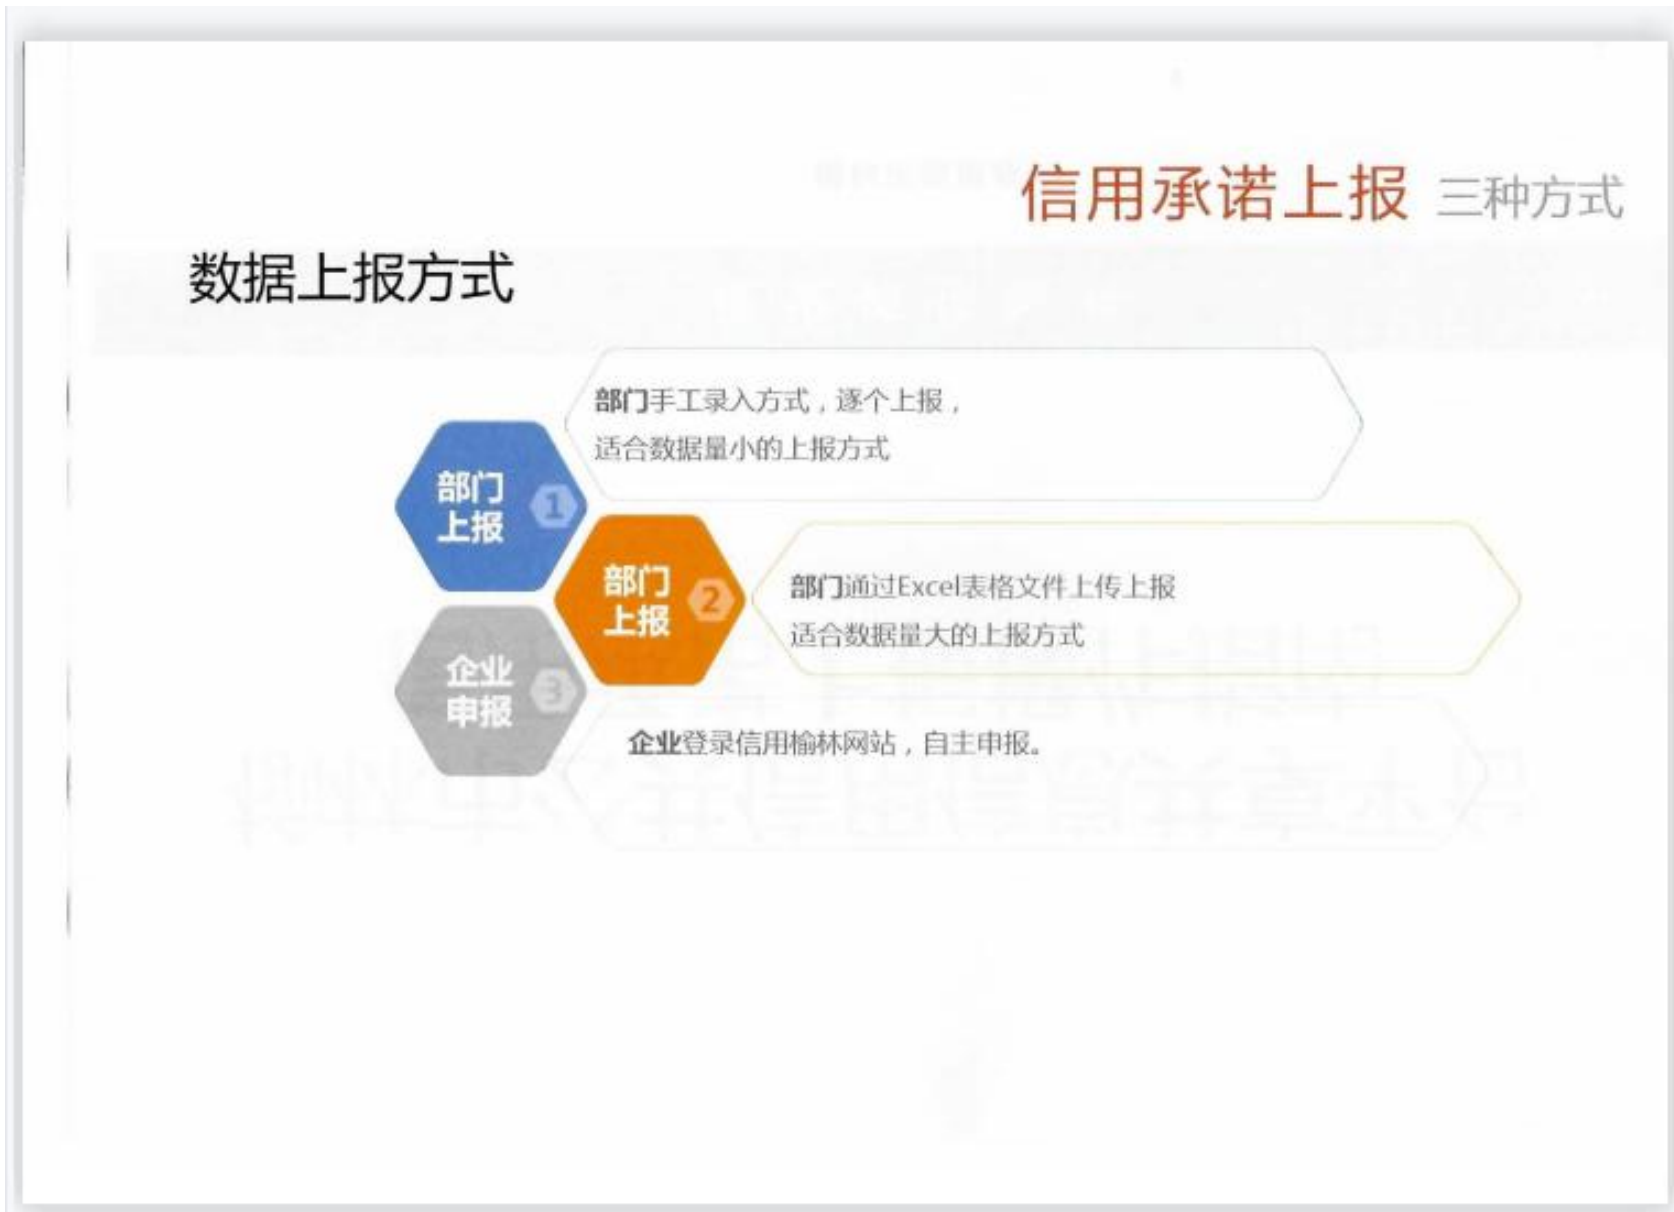 信用承诺上报 三种方式
数据上报方式
部门手工录入方式，逐个上报，
适合数据量小的上报方式
部门
上报
1
部门通过Excel表格文件上传上报
适合数据量大的上报方式
部门
上报
2
企业
申报
3
企业登录信用榆林网站，自主申报。